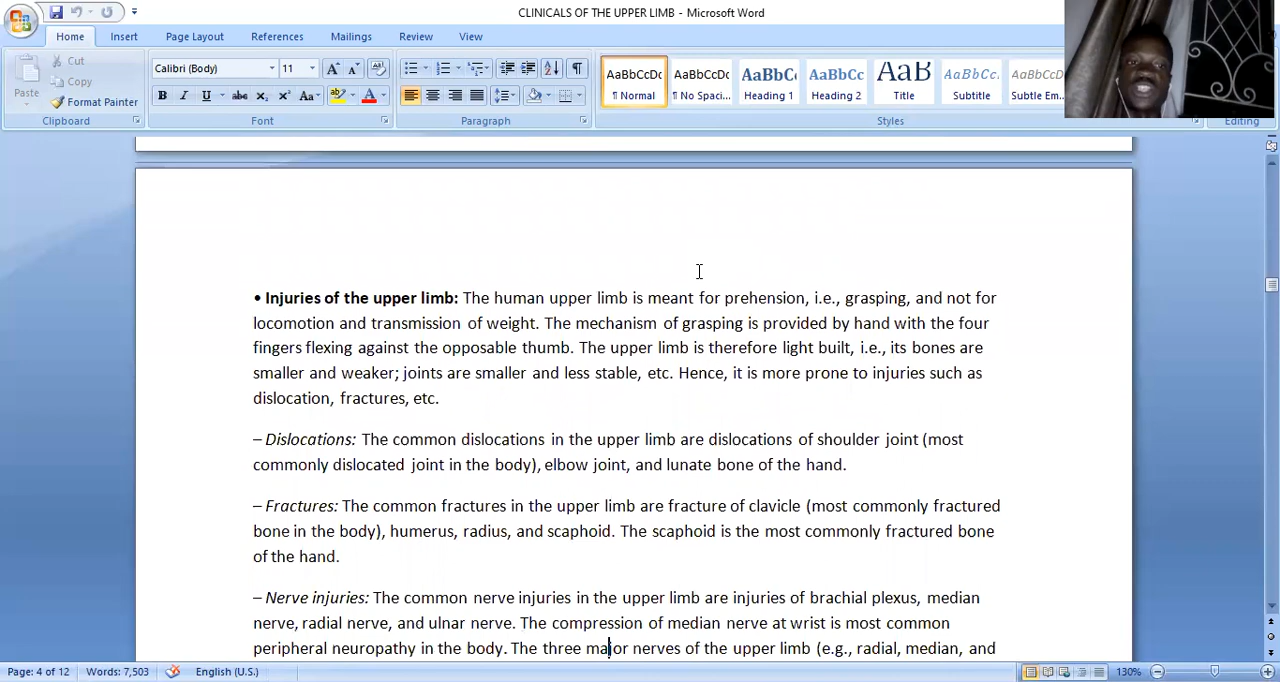 CLINICALS OF THE UPPER LIMB - Microsoft Word
Home Insert Page Layout References Mailings Review View
Paste Cut Copy Format Painter
Calibri (Body) 11
AaBbCcDc AaBbCcDc AaBbC AaBbCc AaB AaBbCc. AaBbCcDc
¶ Normal ¶ No Spaci... Heading 1 Heading 2 Title Subtitle Subtle Em...
Clipboard Font Paragraph Styles Editing
• Injuries of the upper limb: The human upper limb is meant for prehension, i.e., grasping, and not for
locomotion and transmission of weight. The mechanism of grasping is provided by hand with the four
fingers flexing against the opposable thumb. The upper limb is therefore light built, i.e., its bones are
smaller and weaker; joints are smaller and less stable, etc. Hence, it is more prone to injuries such as
dislocation, fractures, etc.
– Dislocations: The common dislocations in the upper limb are dislocations of shoulder joint (most
commonly dislocated joint in the body), elbow joint, and lunate bone of the hand.
– Fractures: The common fractures in the upper limb are fracture of clavicle (most commonly fractured
bone in the body), humerus, radius, and scaphoid. The scaphoid is the most commonly fractured bone
of the hand.
– Nerve injuries: The common nerve injuries in the upper limb are injuries of brachial plexus, median
nerve, radial nerve, and ulnar nerve. The compression of median nerve at wrist is most common
peripheral neuropathy in the body. The three major nerves of the upper limb (e.g., radial, median, and
Page: 4 of 12 Words: 7,503 English (U.S.) 130%